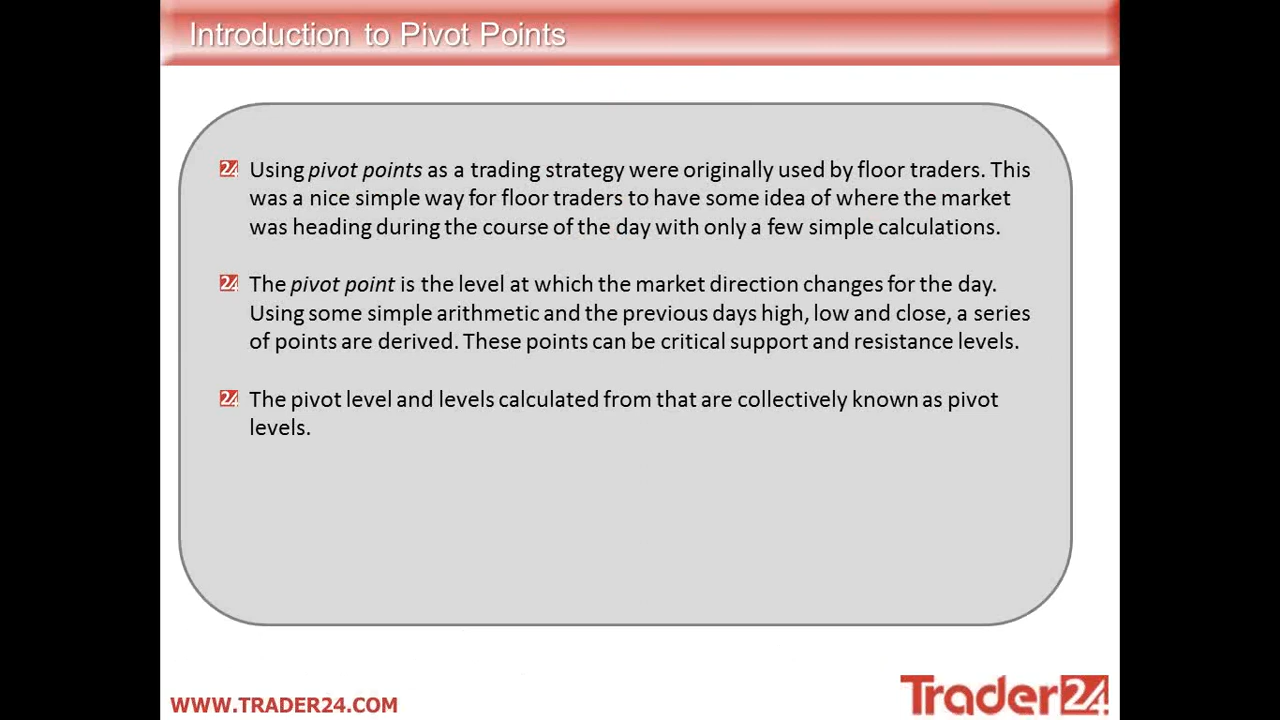 Introduction to Pivot Points
24 Using pivot points as a trading strategy were originally used by floor traders. This
was a nice simple way for floor traders to have some idea of where the market
was heading during the course of the day with only a few simple calculations.
24 The pivot point is the level at which the market direction changes for the day.
Using some simple arithmetic and the previous days high, low and close, a series
of points are derived. These points can be critical support and resistance levels.
24 The pivot level and levels calculated from that are collectively known as pivot
levels.
WWW.TRADER24.COM
Trader24